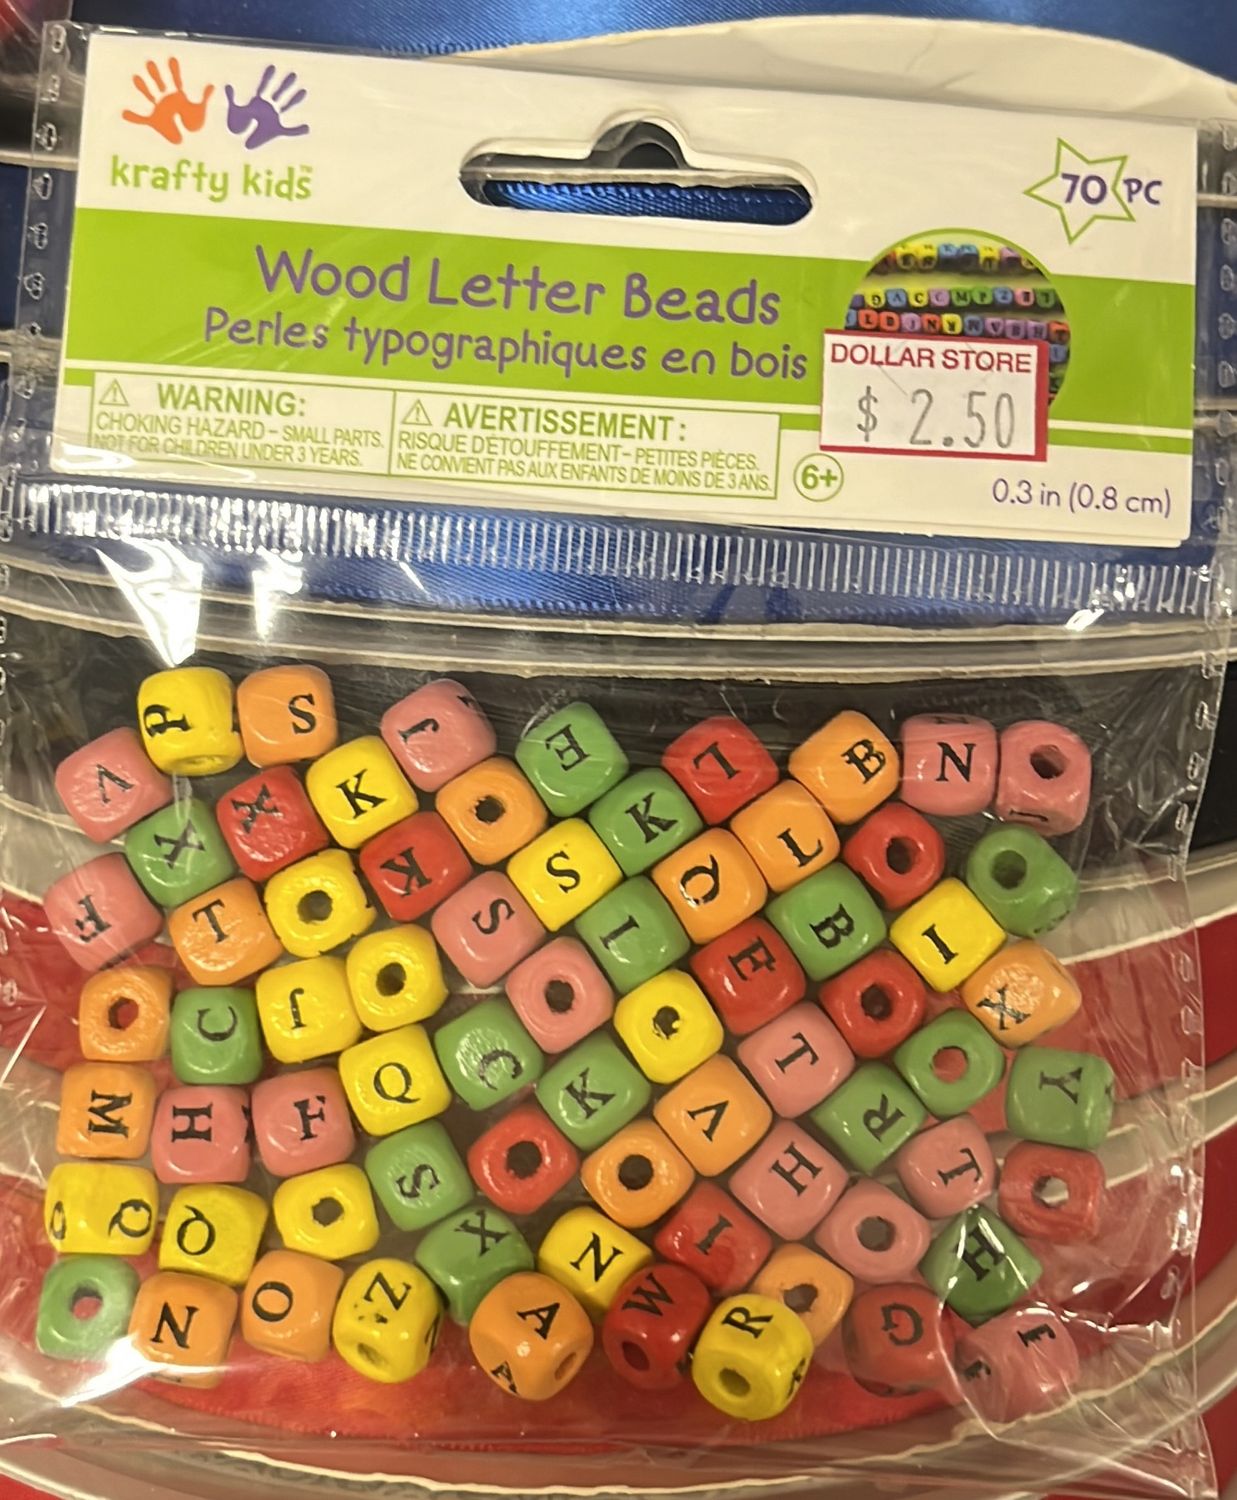 krafty kids™
70 PC
Wood Letter Beads
Perles typographiques en bois
DOLLAR STORE
$ 2.50
WARNING:
CHOKING HAZARD – SMALL PARTS.
NOT FOR CHILDREN UNDER 3 YEARS.
AVERTISSEMENT :
RISQUE D'ÉTOUFFEMENT – PETITES PIÈCES.
NE CONVIENT PAS AUX ENFANTS DE MOINS DE 3 ANS.
6+
0.3 in (0.8 cm)
P S J E L B N
V X X K K Q L
F T K S S I B I
C J E X
M H F Q C K V T R Y
Q Q S H T
X N I H
N O Z A W R G I